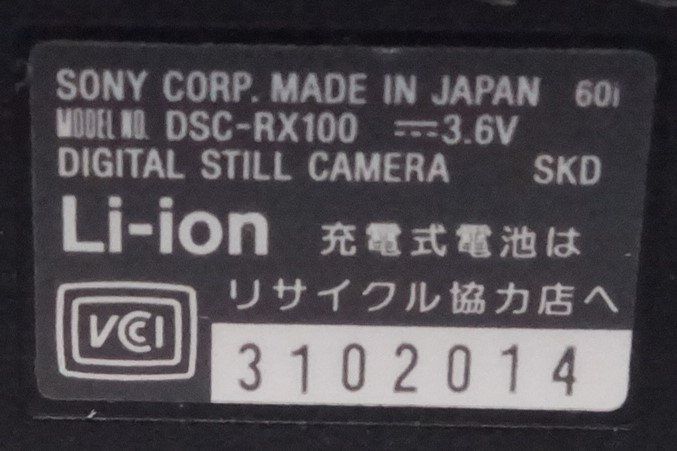 SONY CORP. MADE IN JAPAN 60i
MODEL NO. DSC-RX100 ⎓3.6V
DIGITAL STILL CAMERA SKD
Li-ion 充電式電池は
リサイクル協力店へ
VCCI
3102014